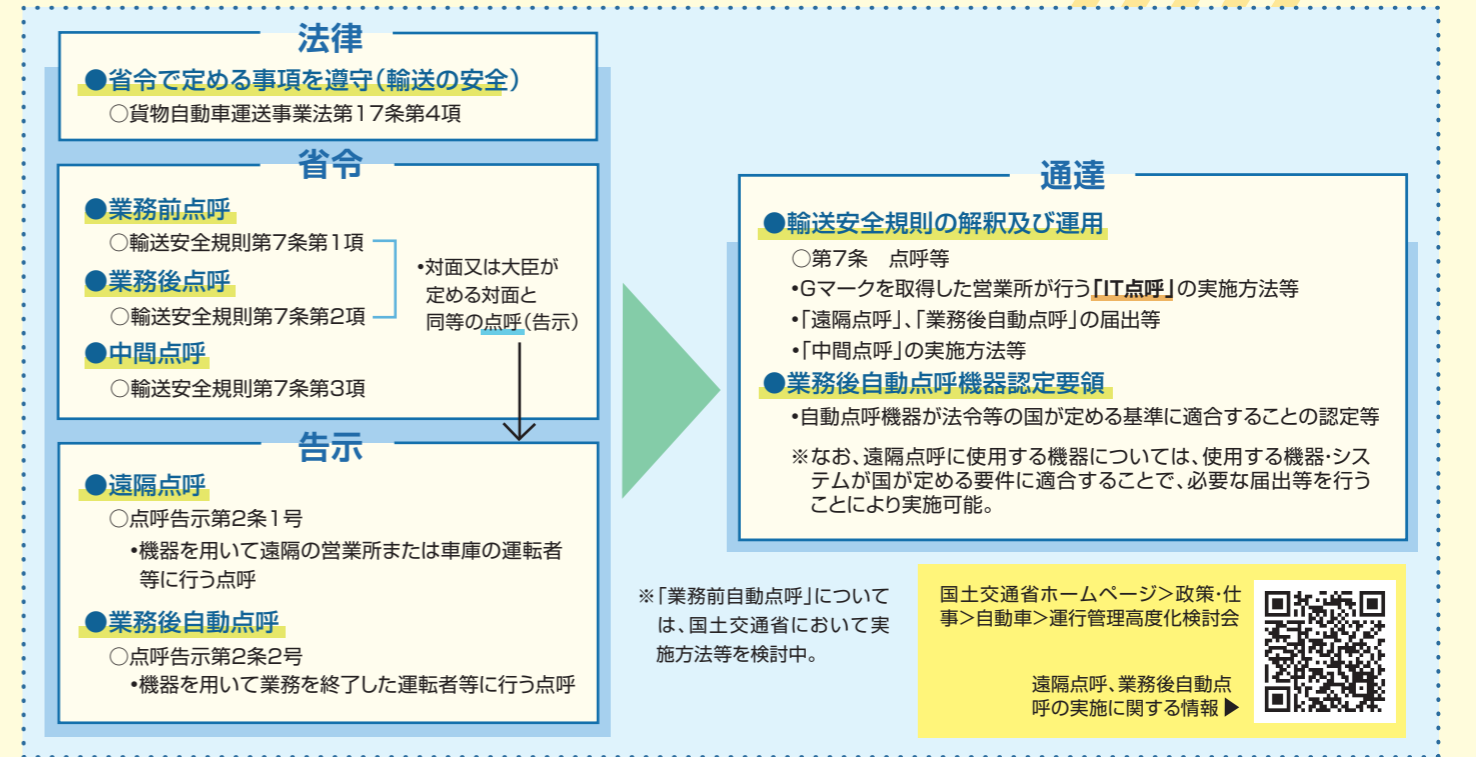 法律
●省令で定める事項を遵守(輸送の安全)
○貨物自動車運送事業法第17条第4項
省令
●業務前点呼
○輸送安全規則第7条第1項
●業務後点呼
○輸送安全規則第7条第2項
•対面又は大臣が
定める対面と
同等の点呼(告示)
●中間点呼
○輸送安全規則第7条第3項
告示
●遠隔点呼
○点呼告示第2条1号
•機器を用いて遠隔の営業所または車庫の運転者
等に行う点呼
●業務後自動点呼
○点呼告示第2条2号
•機器を用いて業務を終了した運転者等に行う点呼
通達
●輸送安全規則の解釈及び運用
○第7条　点呼等
•Gマークを取得した営業所が行う「IT点呼」の実施方法等
•「遠隔点呼」、「業務後自動点呼」の届出等
•「中間点呼」の実施方法等
●業務後自動点呼機器認定要領
•自動点呼機器が法令等の国が定める基準に適合することの認定等
※なお、遠隔点呼に使用する機器については、使用する機器・シス
テムが国が定める要件に適合することで、必要な届出等を行う
ことにより実施可能。
※「業務前自動点呼」について
は、国土交通省において実
施方法等を検討中。
国土交通省ホームページ>政策・仕
事>自動車>運行管理高度化検討会
遠隔点呼、業務後自動点
呼の実施に関する情報▶